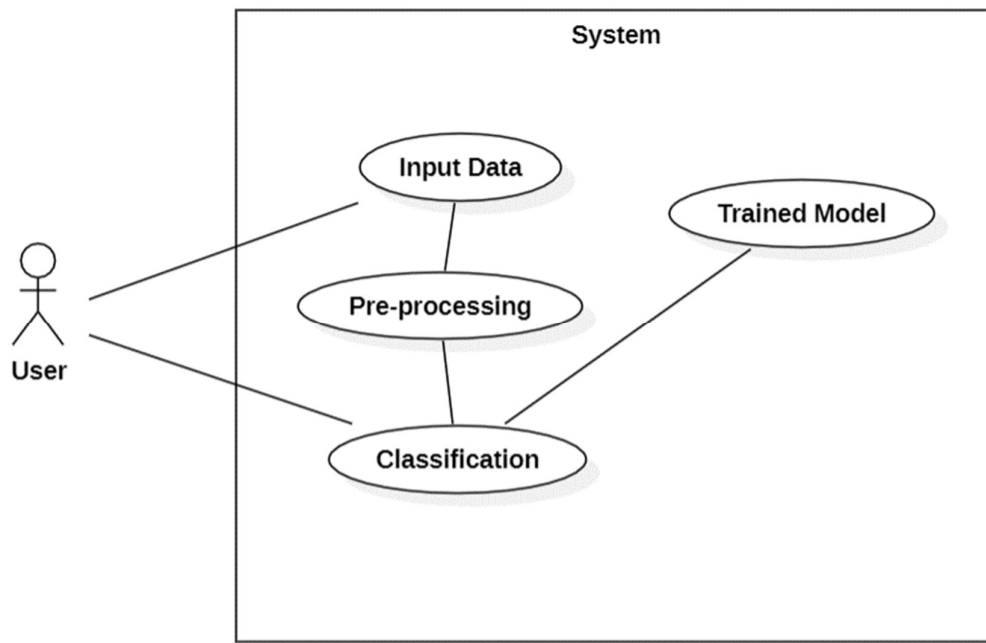 System
Input Data
Trained Model
Pre-processing
User
Classification